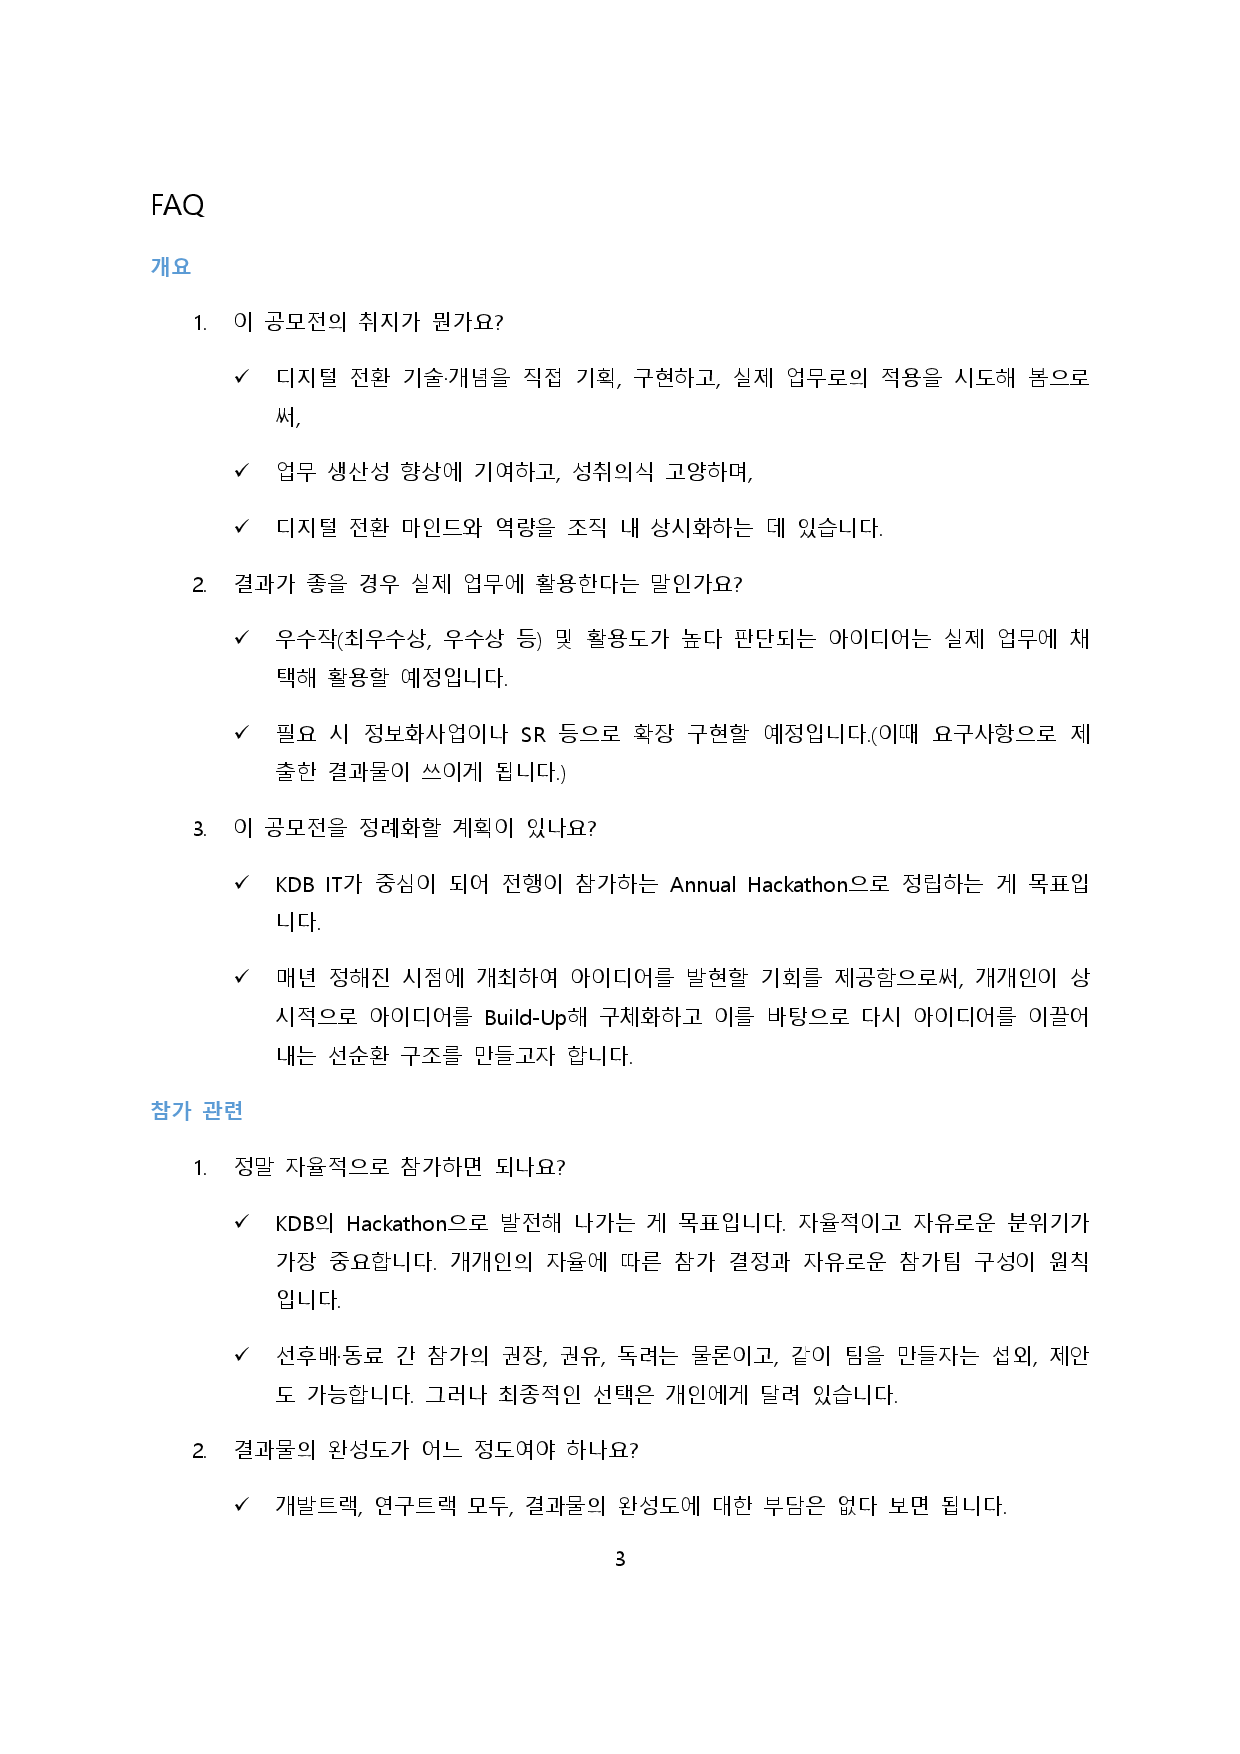 FAQ
개요
1. 이 공모전의 취지가 뭔가요?
✓ 디지털 전환 기술·개념을 직접 기획, 구현하고, 실제 업무로의 적용을 시도해 봄으로
써,
✓ 업무 생산성 향상에 기여하고, 성취의식 고양하며,
✓ 디지털 전환 마인드와 역량을 조직 내 상시화하는 데 있습니다.
2. 결과가 좋을 경우 실제 업무에 활용한다는 말인가요?
✓ 우수작(최우수상, 우수상 등) 및 활용도가 높다 판단되는 아이디어는 실제 업무에 채
택해 활용할 예정입니다.
✓ 필요 시 정보화사업이나 SR 등으로 확장 구현할 예정입니다.(이때 요구사항으로 제
출한 결과물이 쓰이게 됩니다.)
3. 이 공모전을 정례화할 계획이 있나요?
✓ KDB IT가 중심이 되어 전행이 참가하는 Annual Hackathon으로 정립하는 게 목표입
니다.
✓ 매년 정해진 시점에 개최하여 아이디어를 발현할 기회를 제공함으로써, 개개인이 상
시적으로 아이디어를 Build-Up해 구체화하고 이를 바탕으로 다시 아이디어를 이끌어
내는 선순환 구조를 만들고자 합니다.
참가 관련
1. 정말 자율적으로 참가하면 되나요?
✓ KDB의 Hackathon으로 발전해 나가는 게 목표입니다. 자율적이고 자유로운 분위기가
가장 중요합니다. 개개인의 자율에 따른 참가 결정과 자유로운 참가팀 구성이 원칙
입니다.
✓ 선후배·동료 간 참가의 권장, 권유, 독려는 물론이고, 같이 팀을 만들자는 섭외, 제안
도 가능합니다. 그러나 최종적인 선택은 개인에게 달려 있습니다.
2. 결과물의 완성도가 어느 정도여야 하나요?
✓ 개발트랙, 연구트랙 모두, 결과물의 완성도에 대한 부담은 없다 보면 됩니다.
3